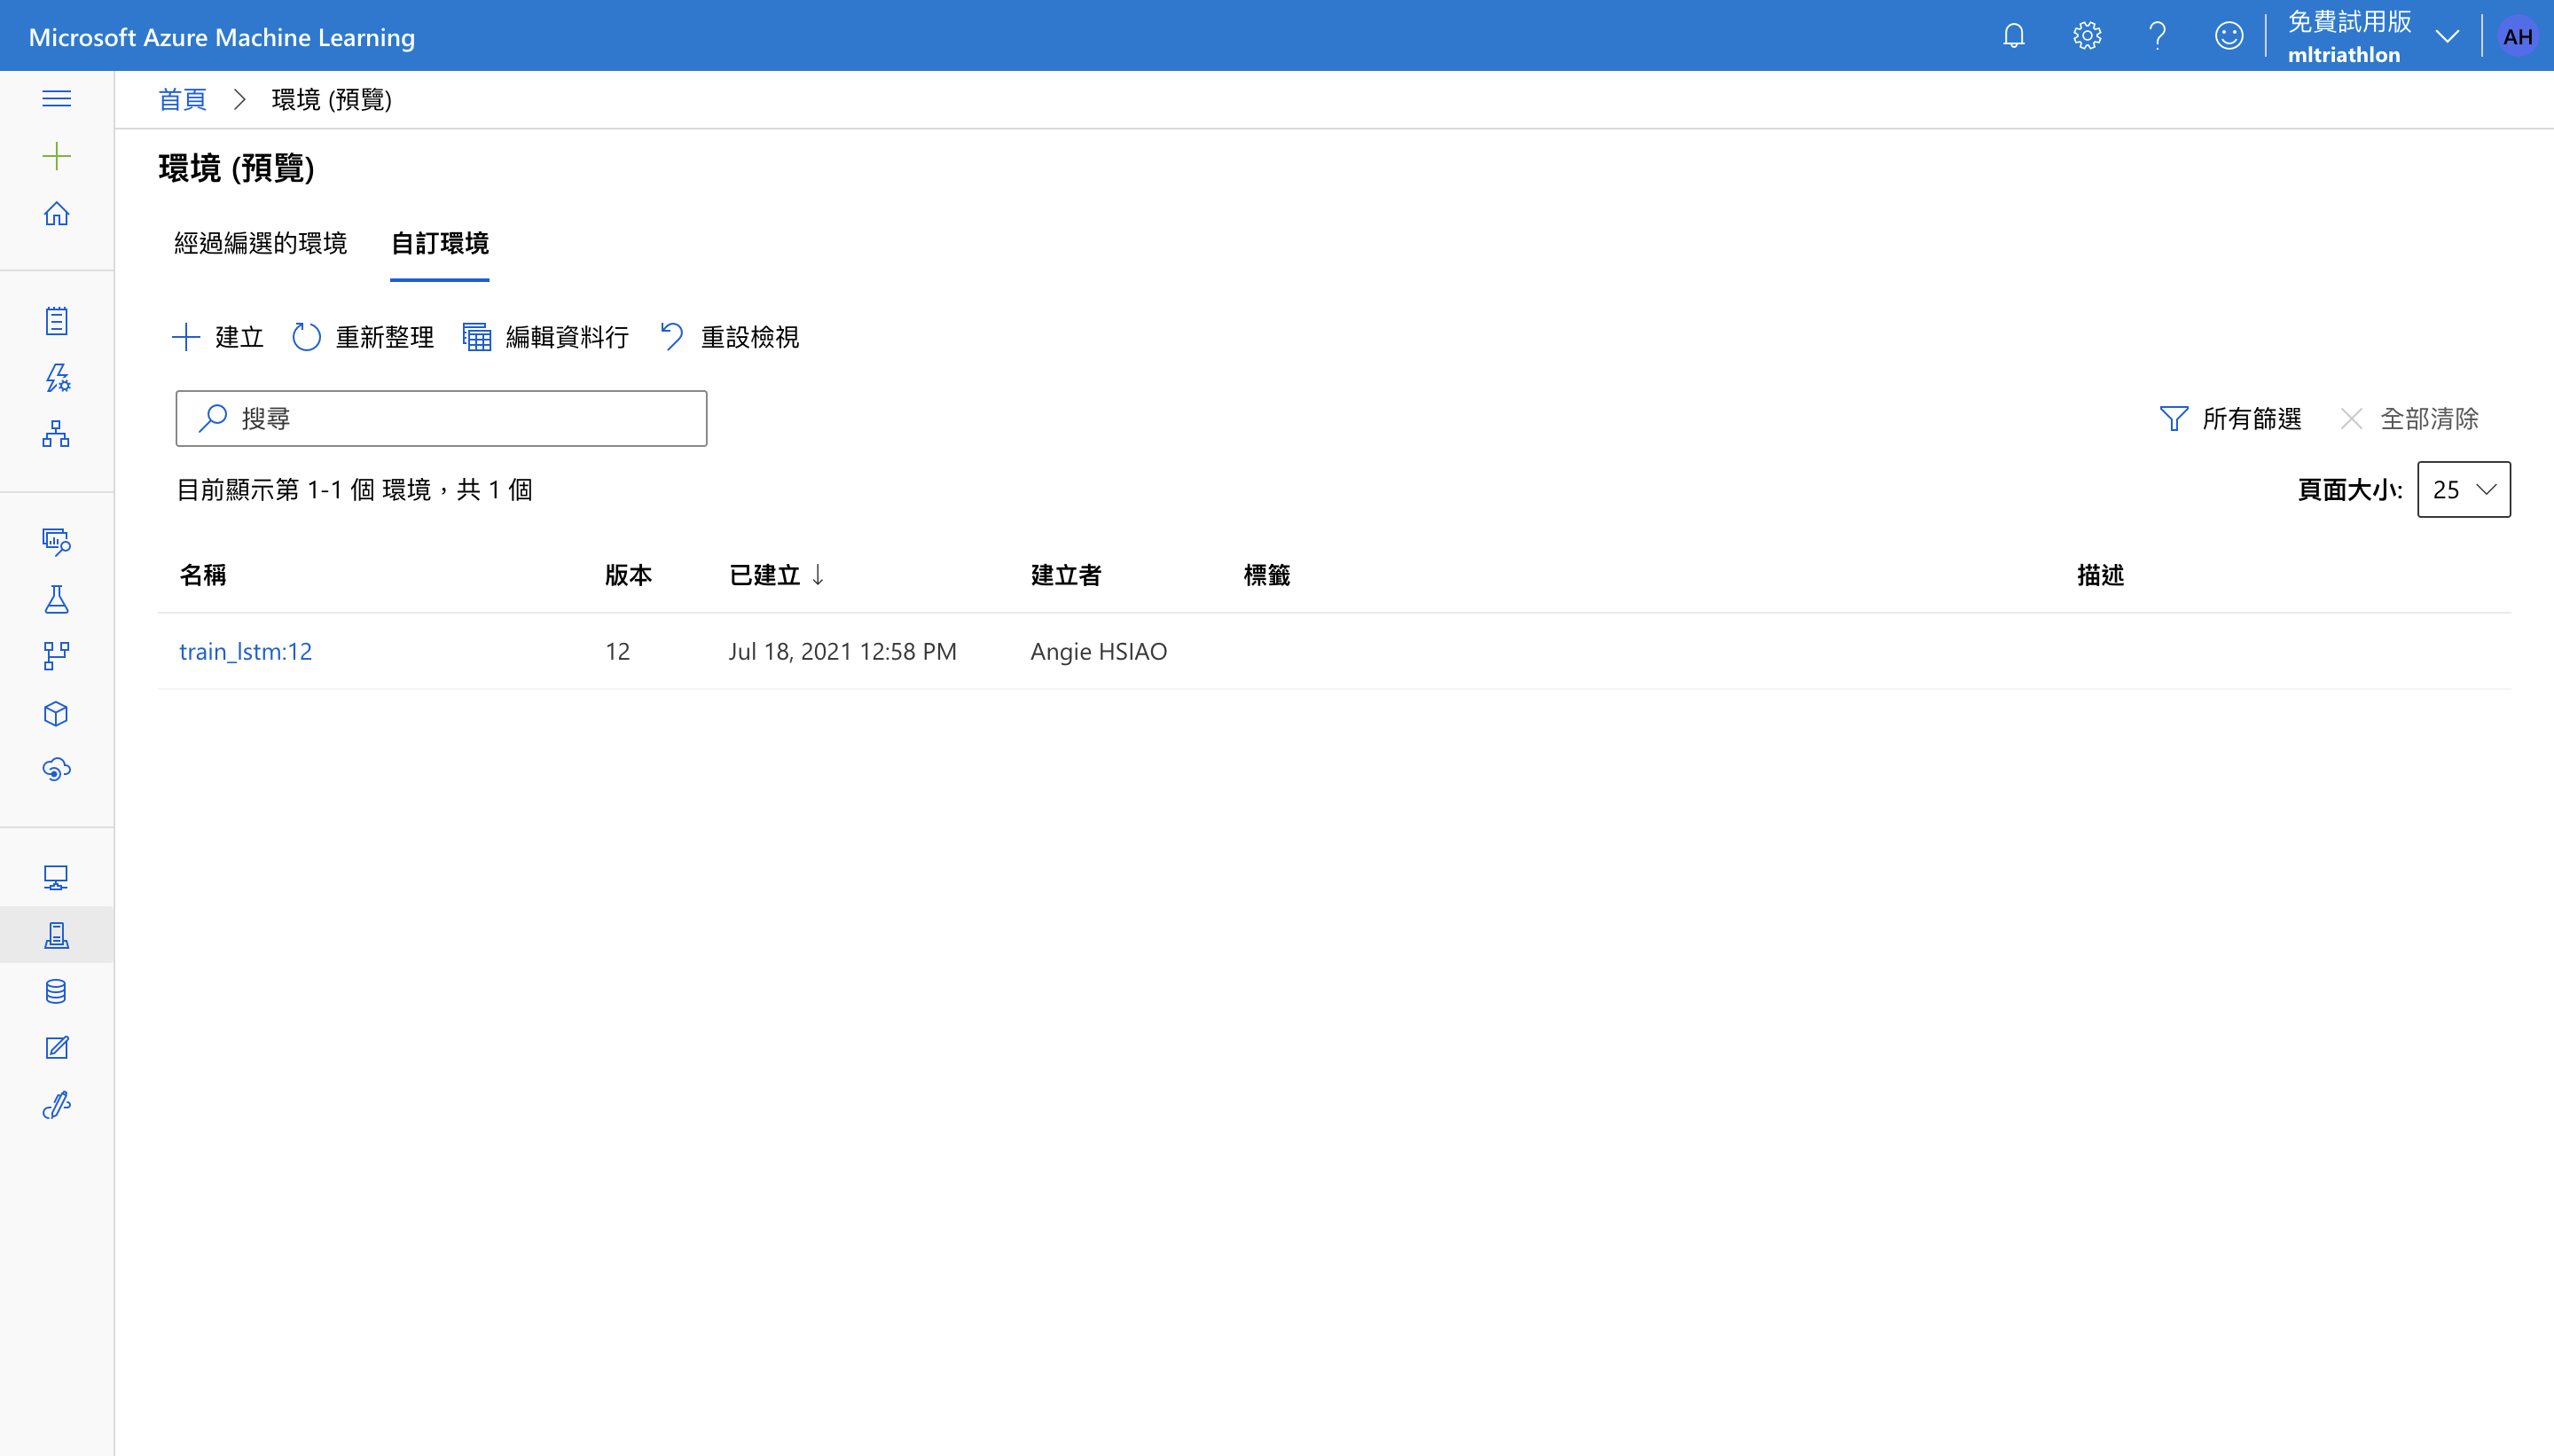 Microsoft Azure Machine Learning
免費試用版
mltriathlon
AH
首頁 環境 (預覽)
環境 (預覽)
經過編選的環境 自訂環境
建立 重新整理 編輯資料行 重設檢視
搜尋
所有篩選 全部清除
目前顯示第 1-1 個 環境，共 1 個
頁面大小: 25
名稱 版本 已建立 ↓ 建立者 標籤 描述
train_lstm:12 12 Jul 18, 2021 12:58 PM Angie HSIAO